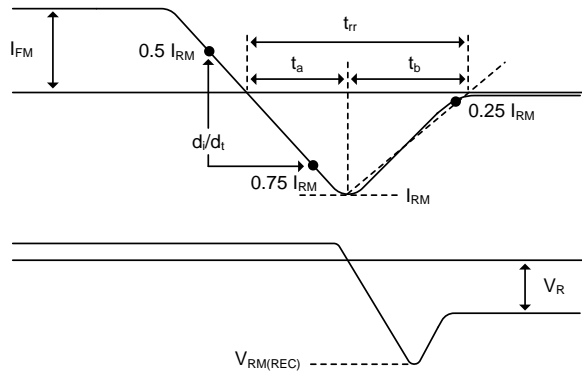 t_rr
I_FM
0.5 I_RM
t_a
t_b
0.25 I_RM
d_i/d_t
0.75 I_RM
I_RM
V_R
V_RM(REC)